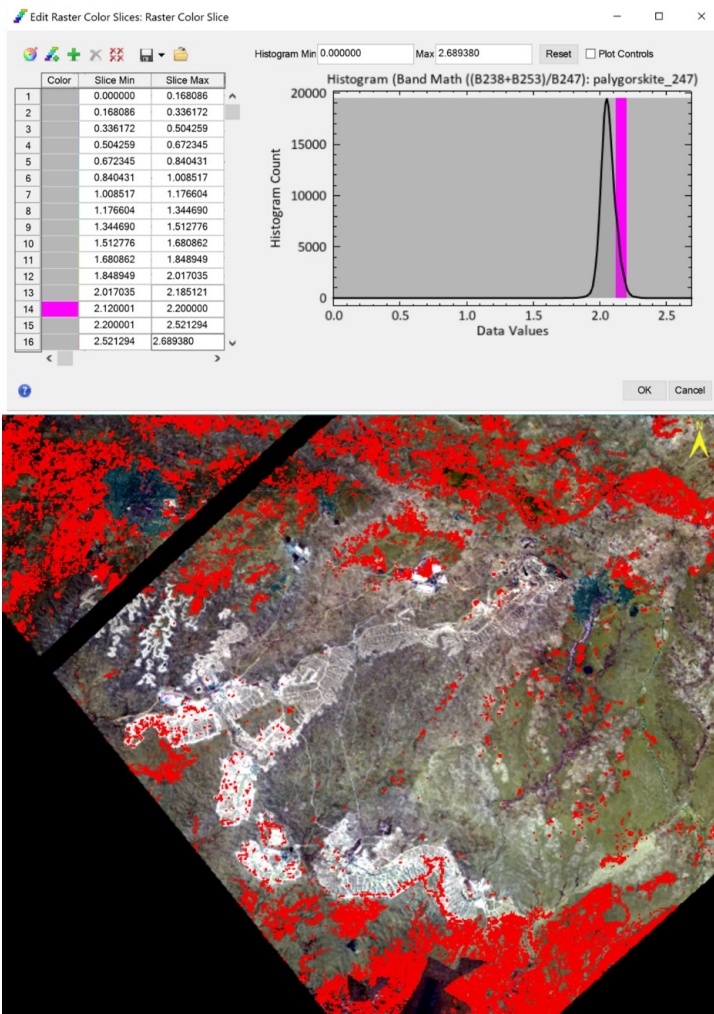 Edit Raster Color Slices: Raster Color Slice
Histogram Min 0.000000 Max 2.689380 Reset Plot Controls
Color Slice Min Slice Max
1 0.000000 0.168086
2 0.168086 0.336172
3 0.336172 0.504259
4 0.504259 0.672345
5 0.672345 0.840431
6 0.840431 1.008517
7 1.008517 1.176604
8 1.176604 1.344690
9 1.344690 1.512776
10 1.512776 1.680862
11 1.680862 1.848949
12 1.848949 2.017035
13 2.017035 2.185121
14 2.120001 2.200000
15 2.200001 2.521294
16 2.521294 2.689380
Histogram (Band Math ((B238+B253)/B247): palygorskite_247)
Histogram Count
20000
15000
10000
5000
0
0.0 0.5 1.0 1.5 2.0 2.5
Data Values
OK Cancel